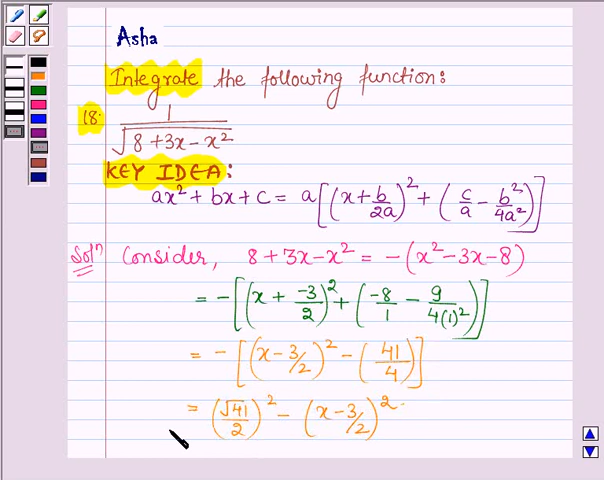 Asha
Integrate the following function:
18. 1/√(8+3x-x²)
KEY IDEA:
ax²+bx+c = a[(x+b/2a)²+(c/a-b²/4a²)]
Soln Consider, 8+3x-x² = -(x²-3x-8)
= -[(x+-3/2)²+(-8/1-9/4(1)²)]
= -[(x-3/2)²-(41/4)]
= (√41/2)²-(x-3/2)²